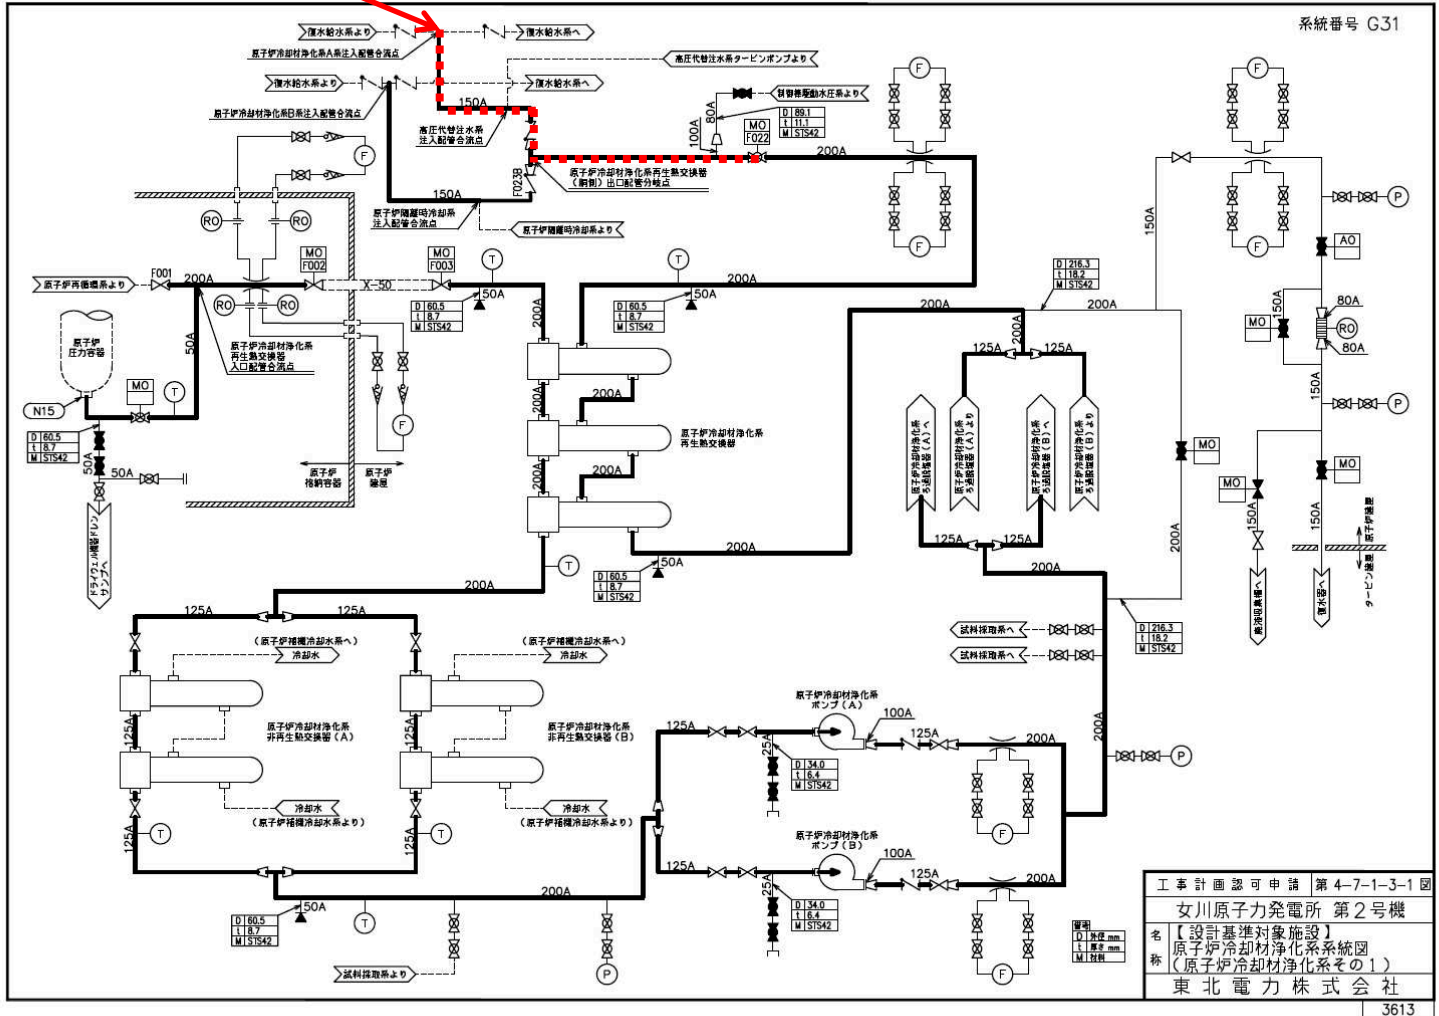 系統番号 G31
復水給水系より
復水給水系へ
原子炉冷却材浄化系A系注入配管合流点
復水給水系より
復水給水系へ
原子炉冷却材浄化系B系注入配管合流点
高圧代替注水系タービンポンプより
150A
高圧代替注水系
注入配管合流点
制御棒駆動水圧系より
80A
100A
D 89.1
t 11.1
M STS42
MO
F022
200A
F
F
F
F
F
原子炉冷却材浄化系再生熱交換器
(胴側)出口配管分岐点
F023B
150A
原子炉隔離時冷却系
注入配管合流点
原子炉隔離時冷却系より
RO
RO
RO
RO
原子炉再循環系より
F001
200A
MO
F002
X-50
MO
F003
T
T
200A
50A
D 60.5
t 8.7
M STS42
50A
D 60.5
t 8.7
M STS42
原子炉
圧力容器
50A
原子炉冷却材浄化系
再生熱交換器
入口配管合流点
N15
MO
T
D 60.5
t 8.7
M STS42
50A
50A
ドライウェル機器ドレン
サンプへ
F
原子炉
格納容器
原子炉
建屋
200A
200A
200A
200A
200A
原子炉冷却材浄化系
再生熱交換器
T
200A
50A
D 60.5
t 8.7
M STS42
200A
D 216.3
t 18.2
M STS42
200A
200A
125A
125A
原子炉冷却材浄化系
ろ過脱塩器(A)へ
原子炉冷却材浄化系
ろ過脱塩器(A)より
原子炉冷却材浄化系
ろ過脱塩器(B)へ
原子炉冷却材浄化系
ろ過脱塩器(B)より
125A
125A
200A
MO
200A
D 216.3
t 18.2
M STS42
150A
P
AO
150A
MO
80A
RO
80A
150A
P
MO
MO
150A
150A
原子炉建屋
タービン建屋
廃液収集槽へ
復水器へ
試料採取系へ
試料採取系へ
200A
P
200A
125A
125A
(原子炉補機冷却水系へ)
冷却水
(原子炉補機冷却水系へ)
冷却水
125A
125A
原子炉冷却材浄化系
非再生熱交換器(A)
原子炉冷却材浄化系
非再生熱交換器(B)
冷却水
(原子炉補機冷却水系より)
冷却水
(原子炉補機冷却水系より)
125A
T
125A
T
200A
50A
D 60.5
t 8.7
M STS42
T
試料採取系より
P
原子炉冷却材浄化系
ポンプ(A)
125A
25A
D 34.0
t 6.4
M STS42
100A
125A
200A
F
原子炉冷却材浄化系
ポンプ(B)
125A
25A
D 34.0
t 6.4
M STS42
100A
125A
200A
F
備考
D 外径 mm
t 厚さ mm
M 材料
工事計画認可申請 第4-7-1-3-1図
女川原子力発電所 第2号機
名称
【設計基準対象施設】
原子炉冷却材浄化系系統図
(原子炉冷却材浄化系その1)
東北電力株式会社
3613